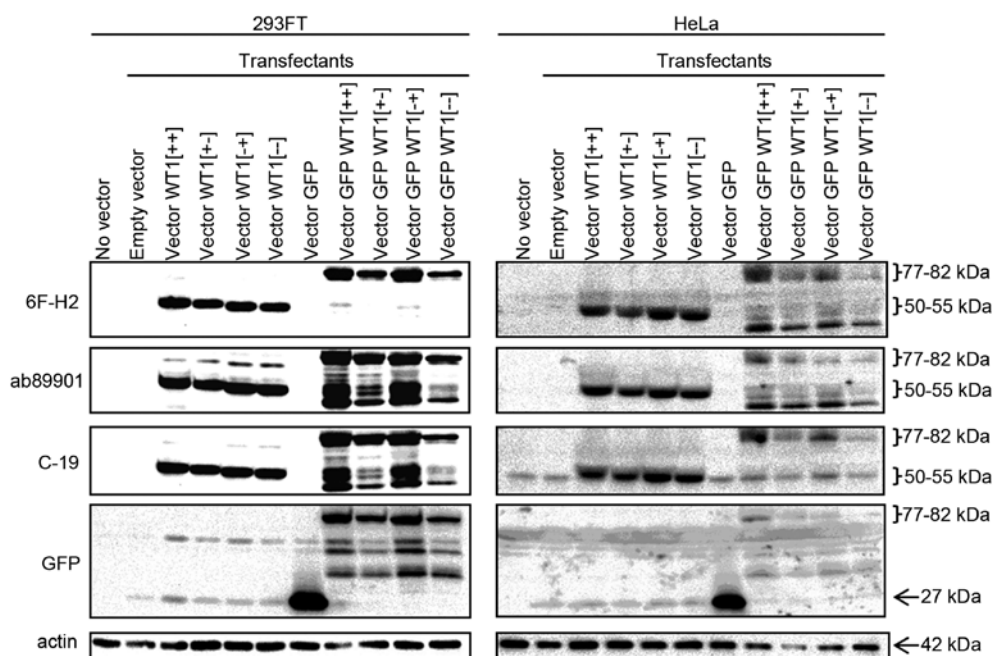 293FT
HeLa
Transfectants
Transfectants
No vector
Empty vector
Vector WT1[++]
Vector WT1[+-]
Vector WT1[-+]
Vector WT1[--]
Vector GFP
Vector GFP WT1[++]
Vector GFP WT1[+-]
Vector GFP WT1[-+]
Vector GFP WT1[--]
No vector
Empty vector
Vector WT1[++]
Vector WT1[+-]
Vector WT1[-+]
Vector WT1[--]
Vector GFP
Vector GFP WT1[++]
Vector GFP WT1[+-]
Vector GFP WT1[-+]
Vector GFP WT1[--]
6F-H2
}77-82 kDa
}50-55 kDa
ab89901
}77-82 kDa
}50-55 kDa
C-19
}77-82 kDa
}50-55 kDa
GFP
}77-82 kDa
←27 kDa
actin
←42 kDa